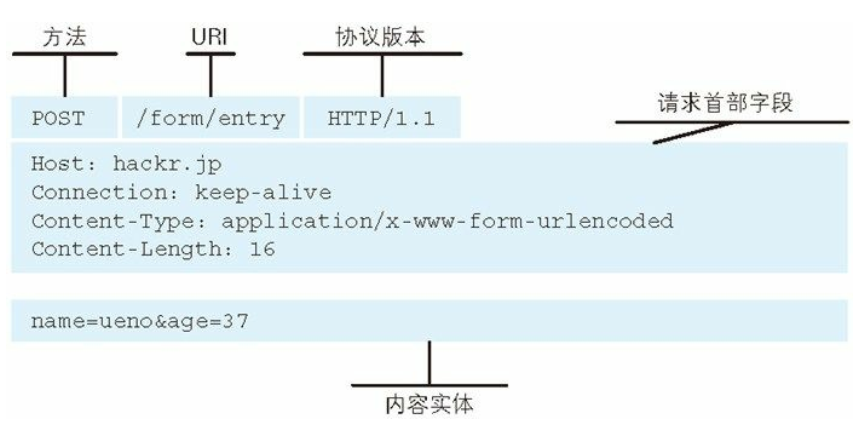 方法 URI 协议版本
请求首部字段
POST /form/entry HTTP/1.1
Host: hackr.jp
Connection: keep-alive
Content-Type: application/x-www-form-urlencoded
Content-Length: 16
name=ueno&age=37
内容实体